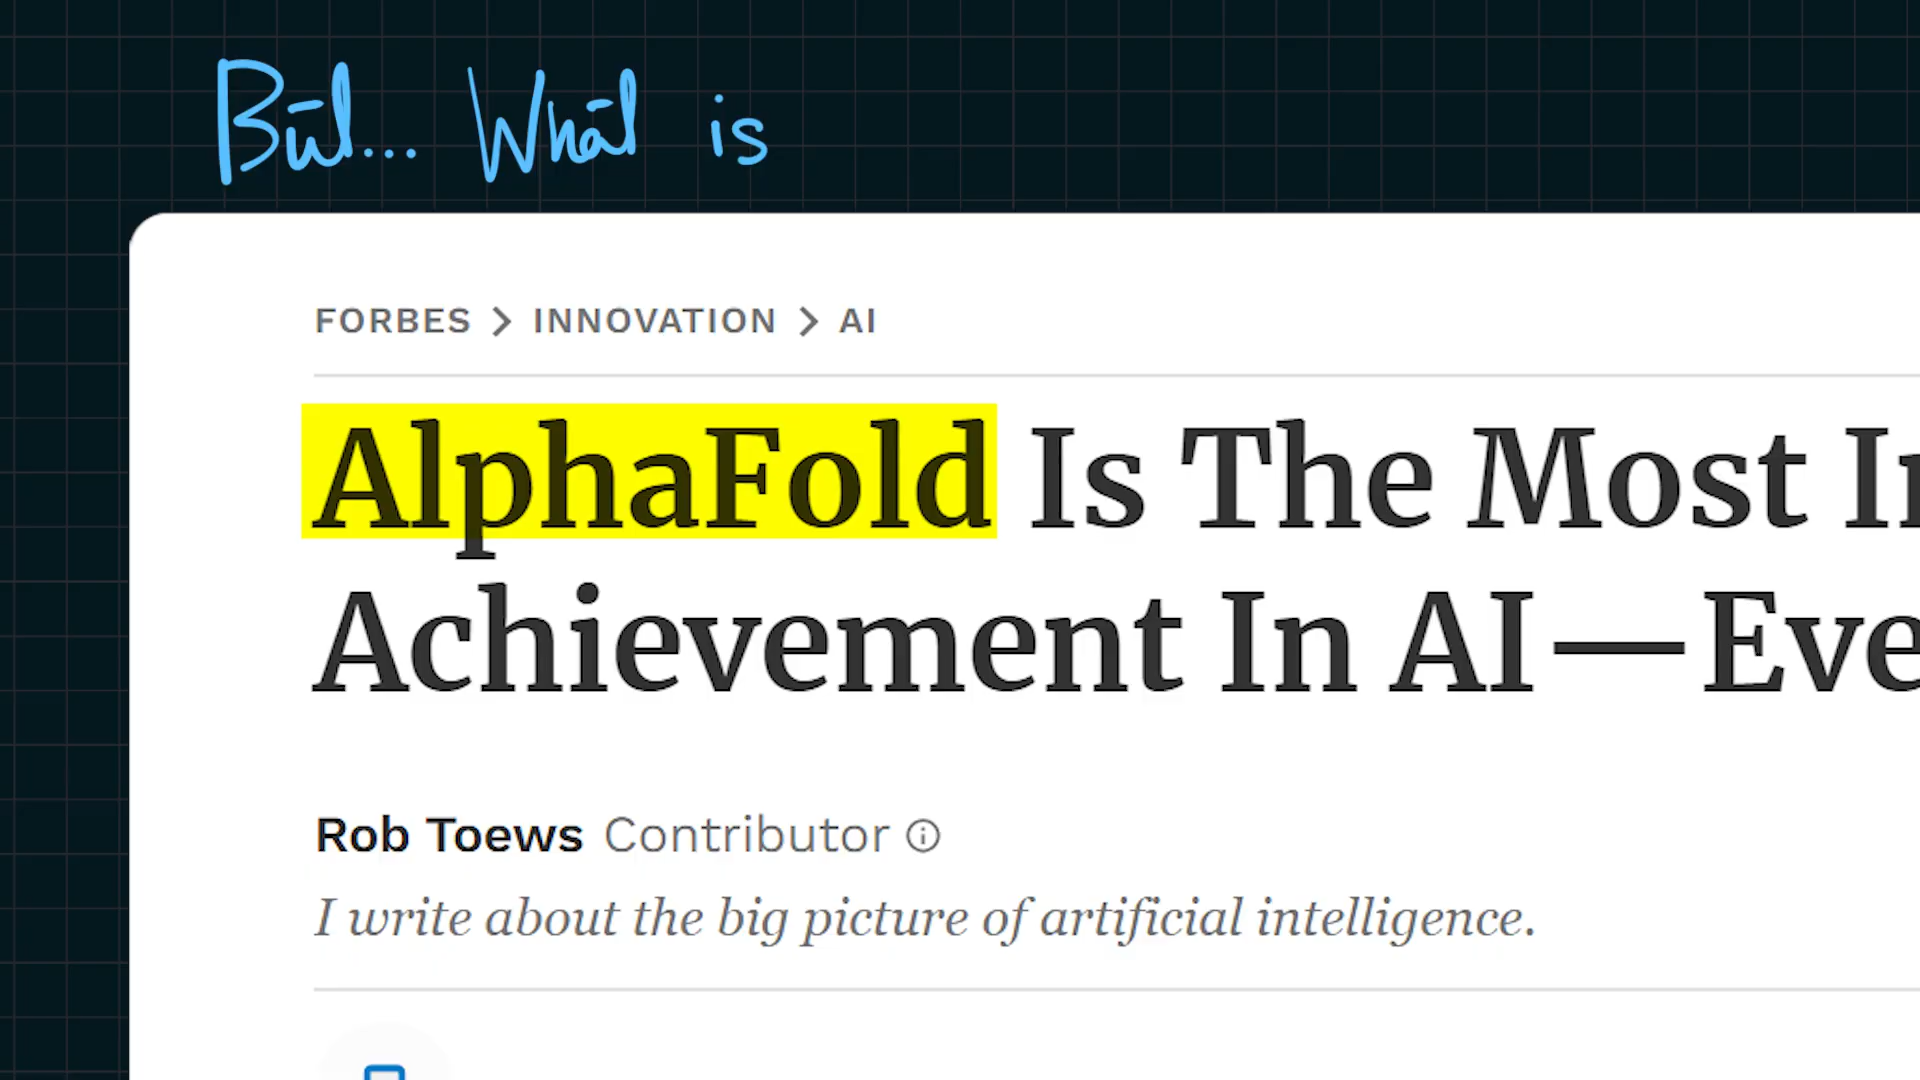 But... What is
FORBES > INNOVATION > AI
AlphaFold Is The Most
Achievement In AI—Eve
Rob Toews Contributor
I write about the big picture of artificial intelligence.